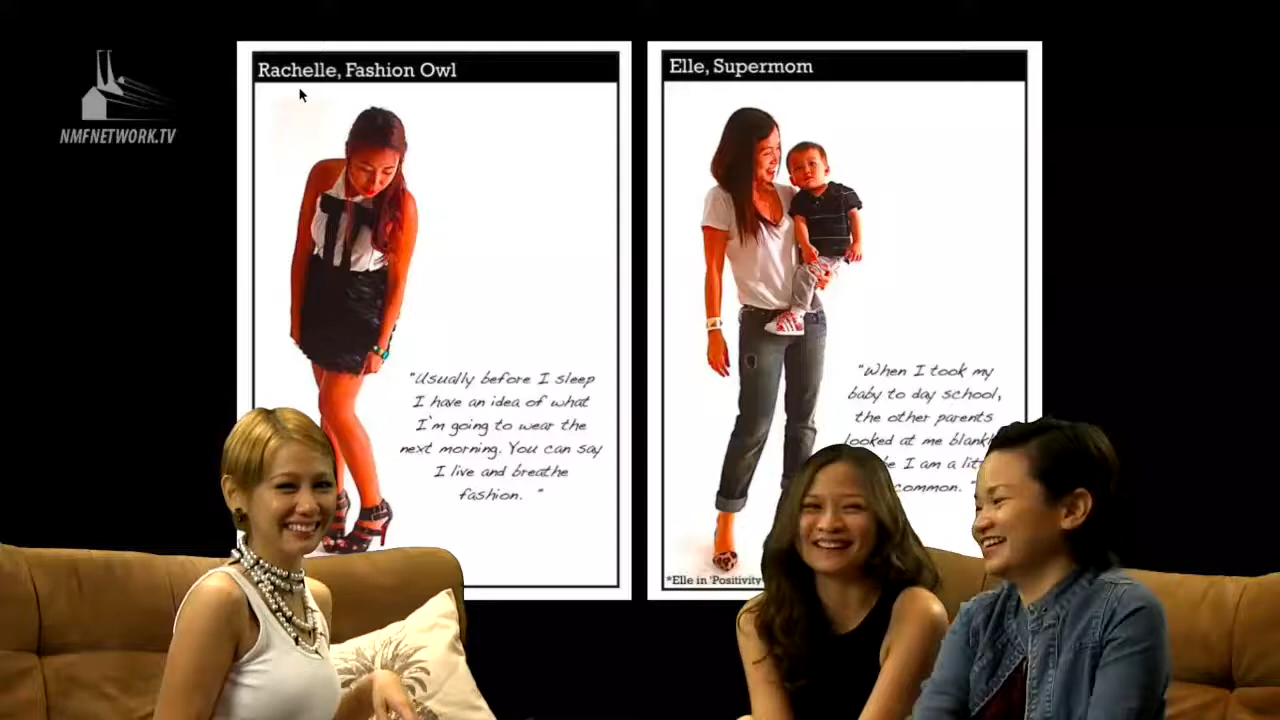 NMFNETWORK.TV
Rachelle, Fashion Owl
"Usually before I sleep
I have an idea of what
I'm going to wear the
next morning. You can say
I live and breathe
fashion. "
Elle, Supermom
"When I took my
baby to day school,
the other parents
looked at me
I am a
common. "
*Elle in 'Positivity